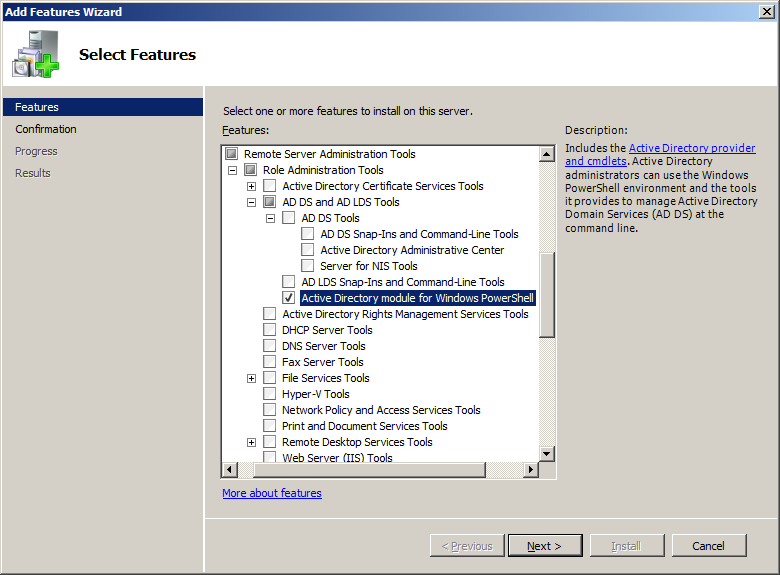 Add Features Wizard
Select Features
Features
Confirmation
Progress
Results
Select one or more features to install on this server.
Features:
Remote Server Administration Tools
Role Administration Tools
Active Directory Certificate Services Tools
AD DS and AD LDS Tools
AD DS Tools
AD DS Snap-Ins and Command-Line Tools
Active Directory Administrative Center
Server for NIS Tools
AD LDS Snap-Ins and Command-Line Tools
Active Directory module for Windows PowerShell
Active Directory Rights Management Services Tools
DHCP Server Tools
DNS Server Tools
Fax Server Tools
File Services Tools
Hyper-V Tools
Network Policy and Access Services Tools
Print and Document Services Tools
Remote Desktop Services Tools
Web Server (IIS) Tools
More about features
Description:
Includes the Active Directory provider
and cmdlets. Active Directory
administrators can use the Windows
PowerShell environment and the tools
it provides to manage Active Directory
Domain Services (AD DS) at the
command line.
< Previous
Next >
Install
Cancel